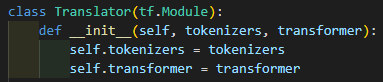 class Translator(tf.Module):
    def __init__(self, tokenizers, transformer):
        self.tokenizers = tokenizers
        self.transformer = transformer